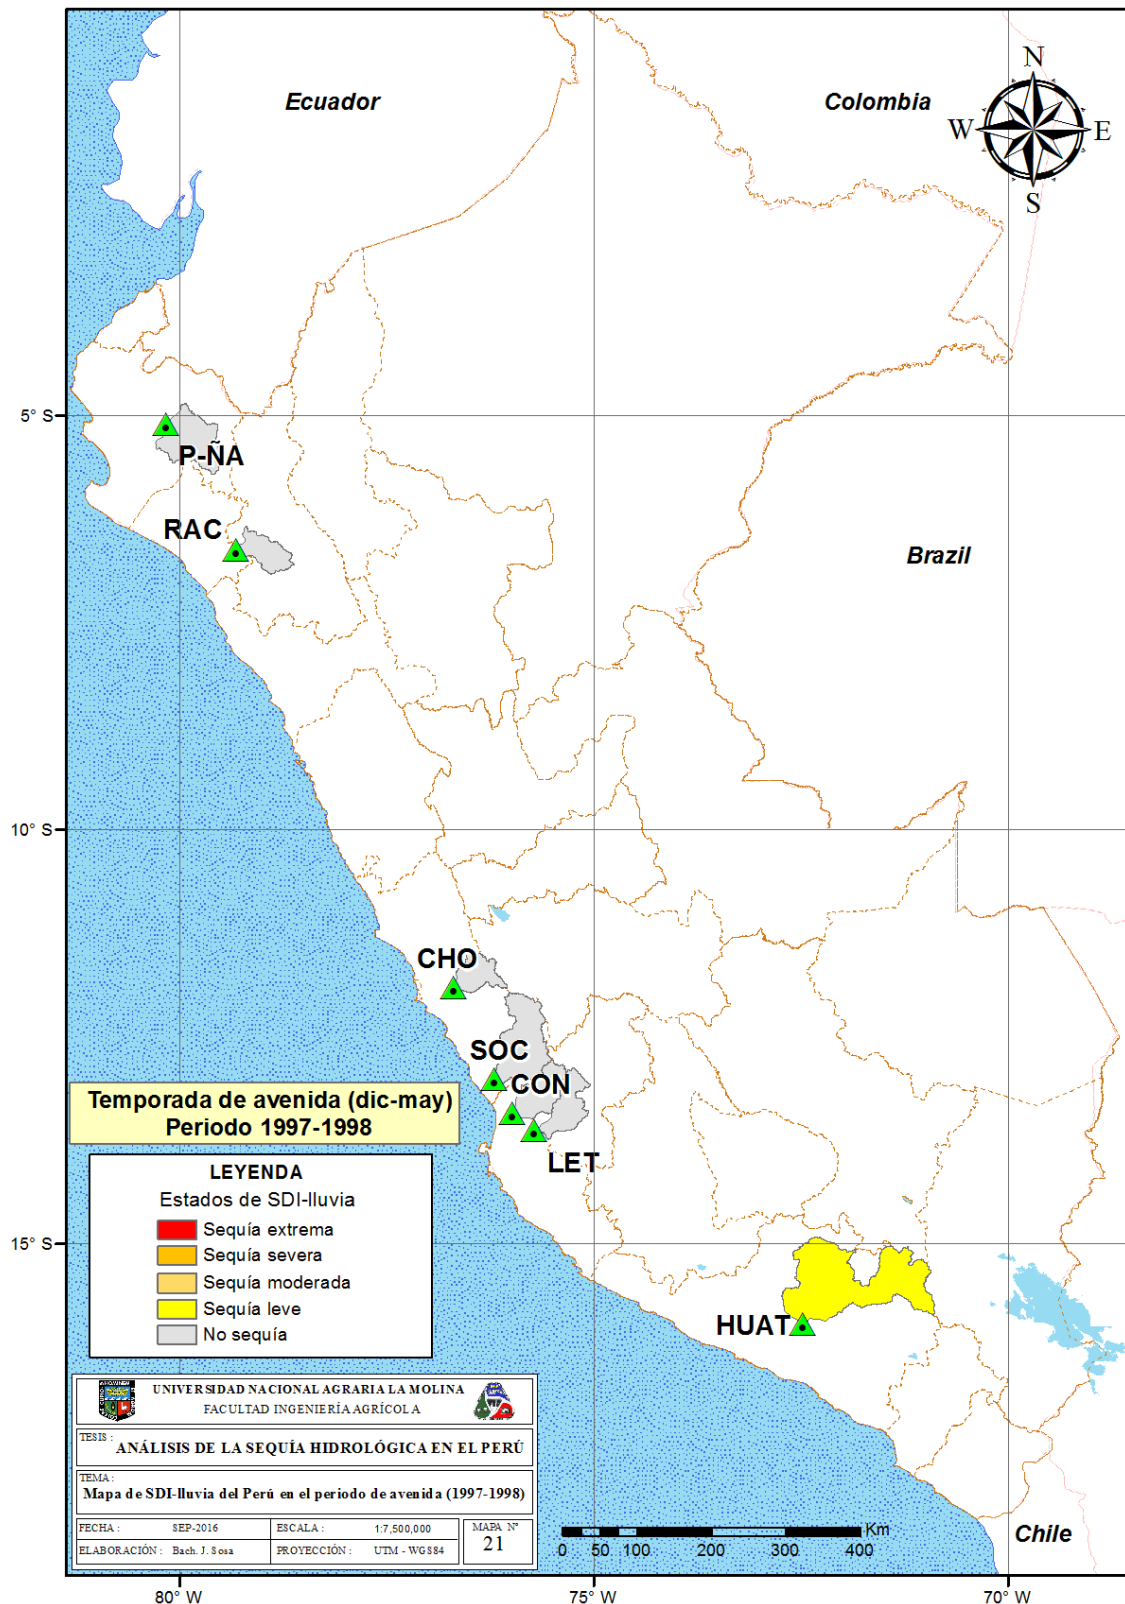 Ecuador
Colombia
N
W
E
S
5° S
P-ÑA
RAC
Brazil
10° S
CHO
SOC
CON
LET
Temporada de avenida (dic-may)
Periodo 1997-1998
LEYENDA
Estados de SDI-lluvia
Sequía extrema
Sequía severa
Sequía moderada
Sequía leve
No sequía
15° S
HUAT
UNIVERSIDAD NACIONAL AGRARIA LA MOLINA
FACULTAD INGENIERÍA AGRÍCOLA
TESIS : ANÁLISIS DE LA SEQUÍA HIDROLÓGICA EN EL PERÚ
TEMA :
Mapa de SDI-lluvia del Perú en el periodo de avenida (1997-1998)
FECHA : SEP-2016 ESCALA : 1:7,500,000 MAPA Nº
ELABORACIÓN : Bach. J. Sosa PROYECCIÓN : UTM - WGS84 21
Km
0 50 100 200 300 400
Chile
80° W 75° W 70° W